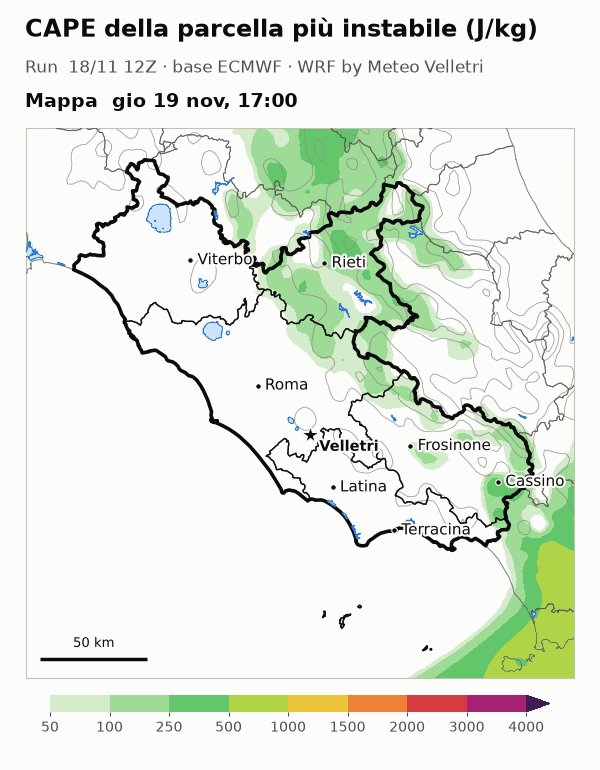 CAPE della parcella più instabile (J/kg)
Run  18/11 12Z · base ECMWF · WRF by Meteo Velletri
Mappa  gio 19 nov, 17:00
Viterbo
Rieti
Roma
Velletri
Frosinone
Cassino
Latina
Terracina
50 km
50 100 250 500 1000 1500 2000 3000 4000